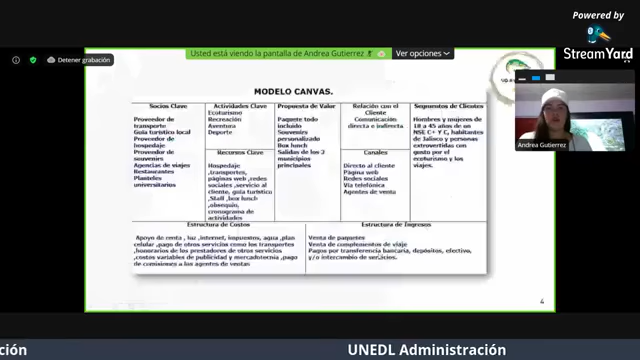 Powered by
StreamYard
Usted está viendo la pantalla de Andrea Gutierrez
Ver opciones
Detener grabación
MODELO CANVAS.
Socios Clave
Proveedor de
transporte
Guía turístico local
Proveedor de
hospedaje
Proveedor de
souvenirs
Agencias de viajes
Restaurantes
Planteles
universitarios
Actividades Clave
Ecoturismo
Recreación
Aventura
Deporte
Recursos Clave
Hospedaje
,transportes,
páginas web ,redes
sociales ,servicio al
cliente, guía turística
,Staff ,box lunch
,obsequio,
cronograma de
actividades
Propuesta de Valor
Paquete todo
incluido
Souvenirs
personalizado
Box lunch
Salidas de los 2
municipios
principales
Relación con el
Cliente
Comunicación
directa e indirecta
Canales
Directo al cliente
Página web
Redes sociales
Vía telefónica
Agentes de venta
Segmentos de Clientes
Hombres y mujeres de
18 a 45 años de un
NSE C+ Y C, habitantes
de Jalisco y personas
extrovertidas con
gusto por el
ecoturismo y los
viajes.
Estructura de Costos
Apoyo de renta , luz ,internet, impuestos, agua ,plan
celular ,pago de otros servicios como los transportes
,honorarios de los prestadores de otros servicios
,costos variables de publicidad y mercadotecnia ,pago
de comisiones a los agentes de ventas
Estructura de Ingresos
Venta de paquetes
Venta de complementos de viaje
Pagos por transferencia bancaria, depósitos, efectivo,
y/o intercambio de servicios.
4
Andrea Gutierrez
ción
UNEDL Administración